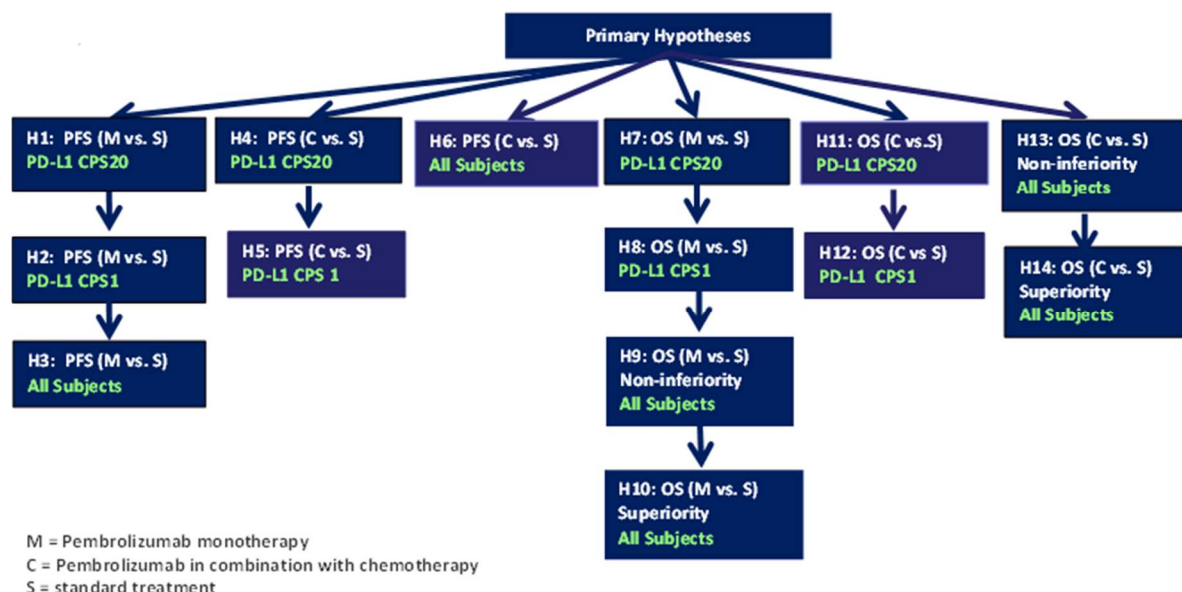 Primary Hypotheses
H1: PFS (M vs. S)
PD-L1 CPS20
H2: PFS (M vs. S)
PD-L1 CPS1
H3: PFS (M vs. S)
All Subjects
H4: PFS (C vs. S)
PD-L1 CPS20
H5: PFS (C vs. S)
PD-L1 CPS 1
H6: PFS (C vs. S)
All Subjects
H7: OS (M vs. S)
PD-L1 CPS20
H8: OS (M vs. S)
PD-L1 CPS1
H9: OS (M vs. S)
Non-inferiority
All Subjects
H10: OS (M vs. S)
Superiority
All Subjects
H11: OS (C vs.S)
PD-L1 CPS20
H12: OS (C vs S)
PD-L1 CPS1
H13: OS (C vs. S)
Non-inferiority
All Subjects
H14: OS (C vs. S)
Superiority
All Subjects
M = Pembrolizumab monotherapy
C = Pembrolizumab in combination with chemotherapy
S = standard treatment